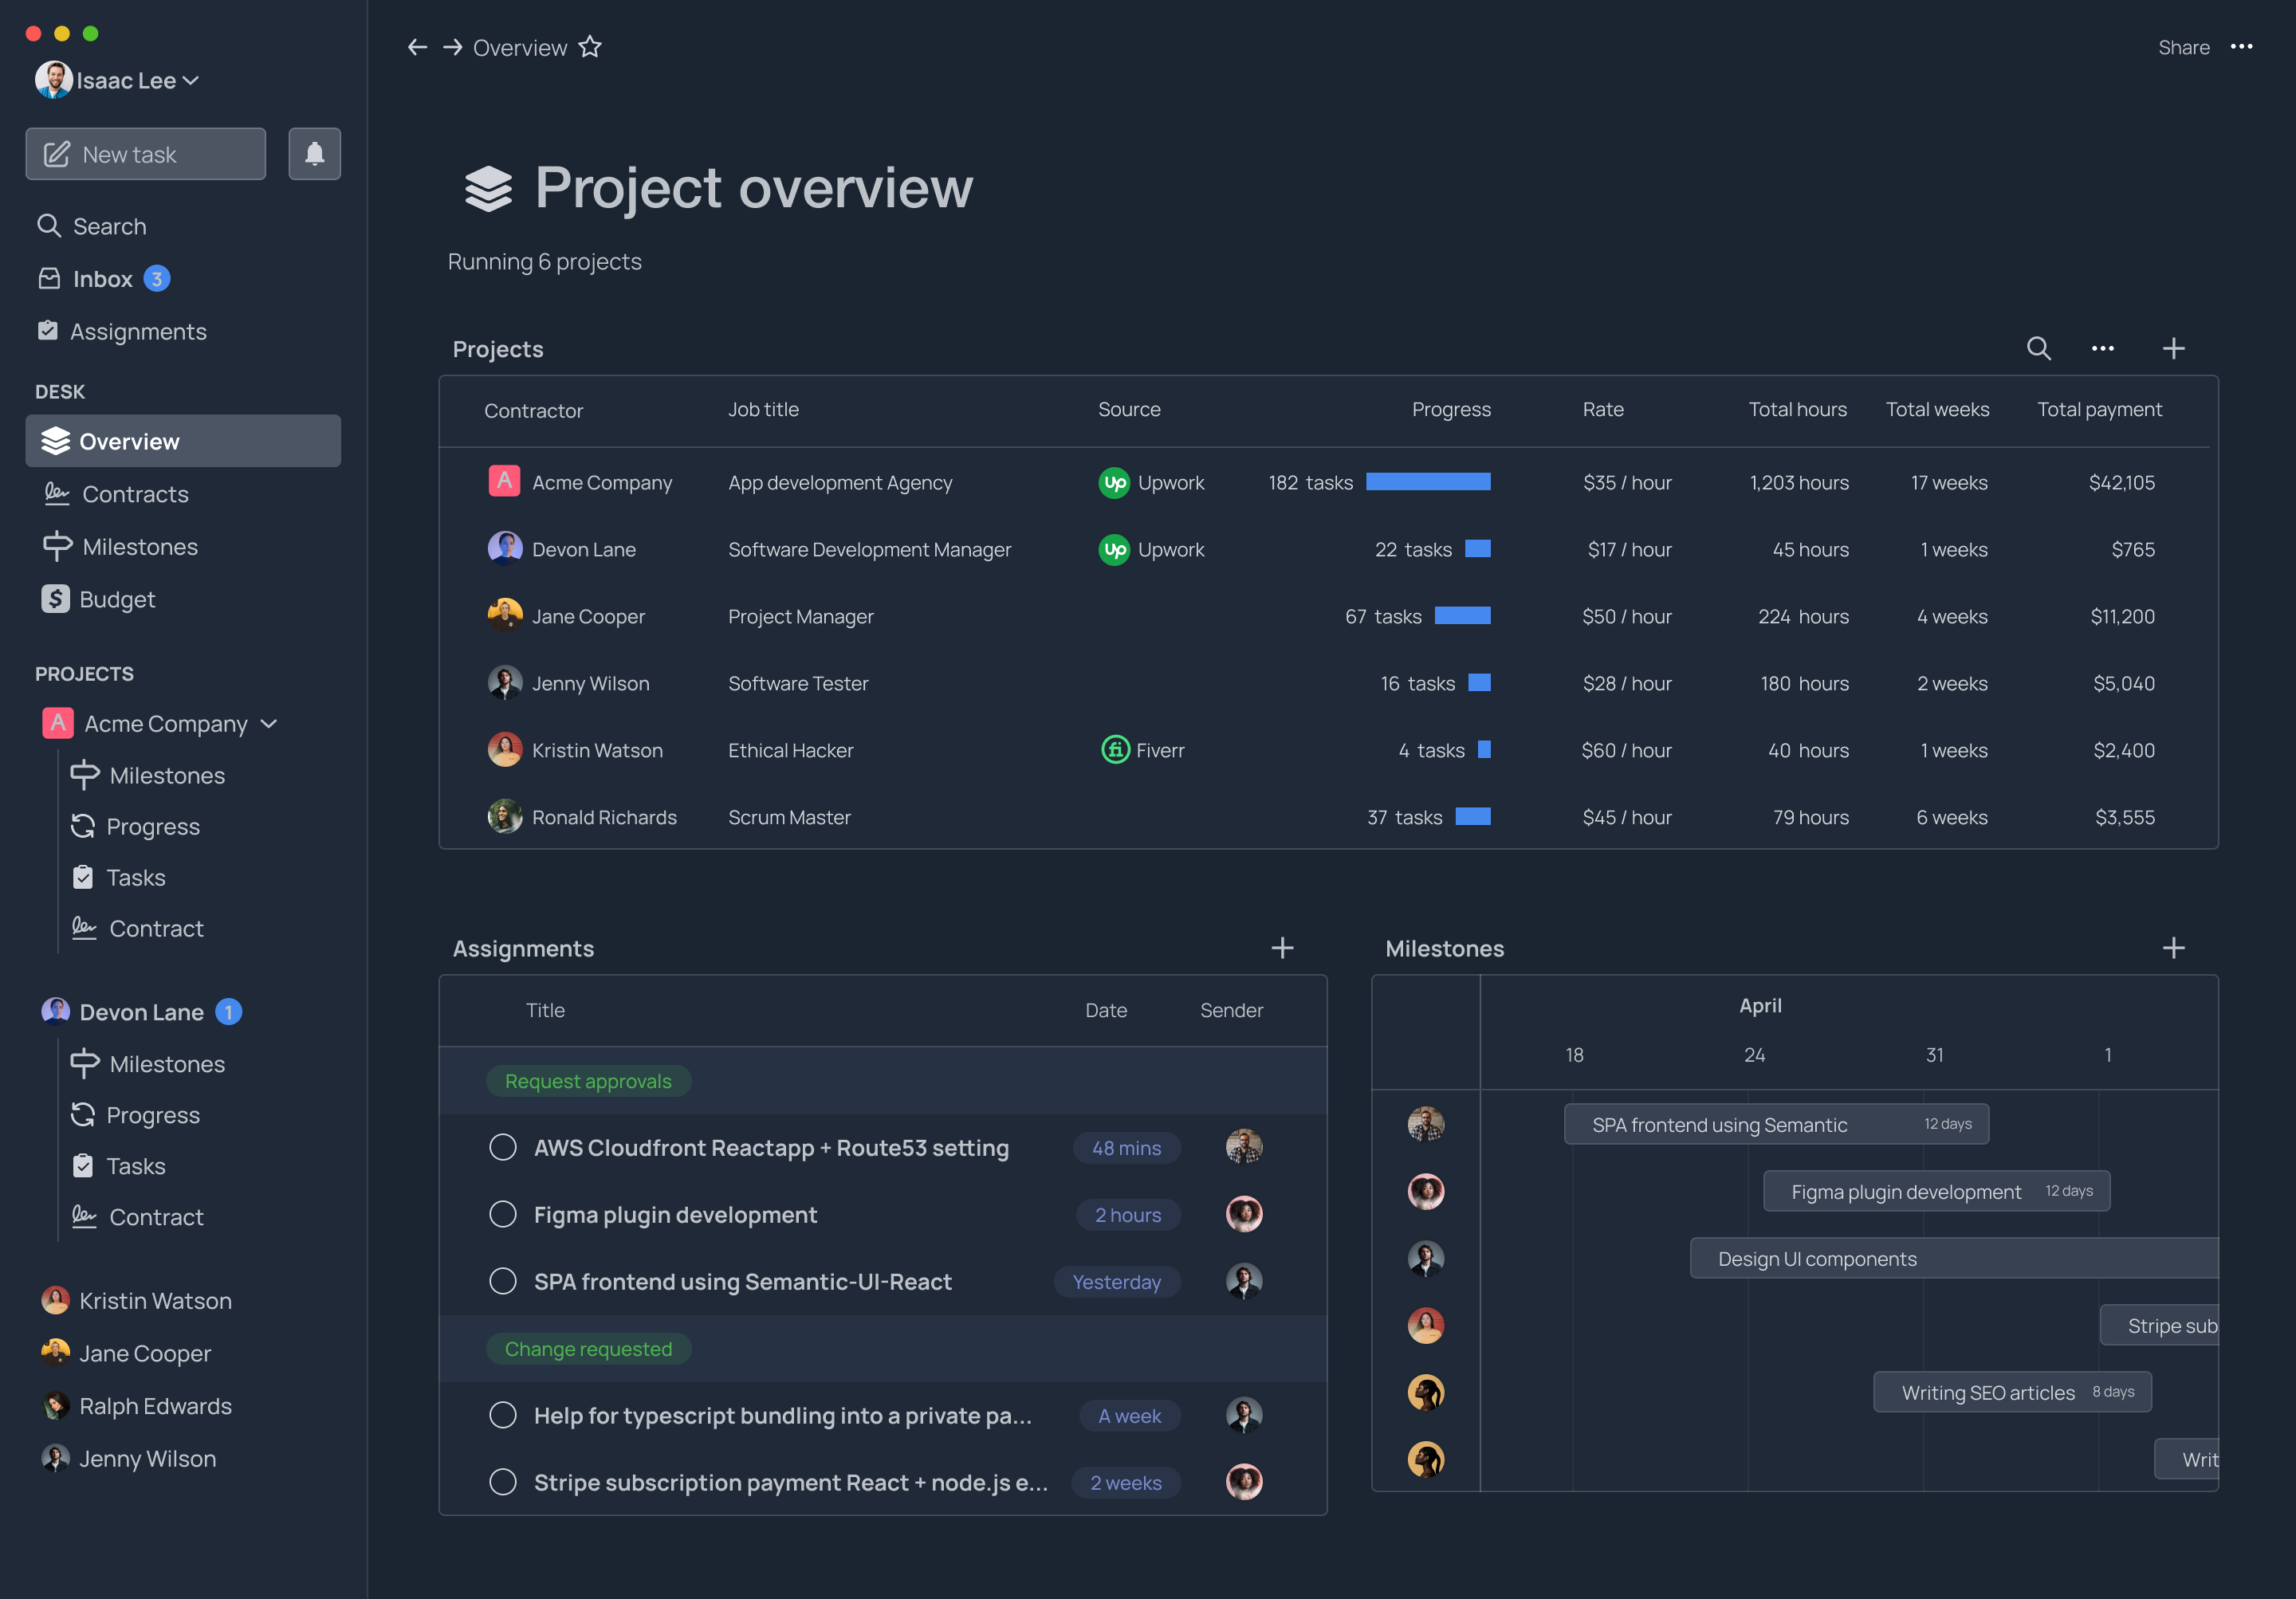 Isaac Lee
New task
Search
Inbox 3
Assignments
DESK
Overview
Contracts
Milestones
Budget
PROJECTS
A Acme Company
Milestones
Progress
Tasks
Contract
Devon Lane 1
Milestones
Progress
Tasks
Contract
Kristin Watson
Jane Cooper
Ralph Edwards
Jenny Wilson
Overview
Share
Project overview
Running 6 projects
Projects
Contractor Job title Source Progress Rate Total hours Total weeks Total payment
A Acme Company App development Agency up Upwork 182 tasks $35 / hour 1,203 hours 17 weeks $42,105
Devon Lane Software Development Manager up Upwork 22 tasks $17 / hour 45 hours 1 weeks $765
Jane Cooper Project Manager 67 tasks $50 / hour 224 hours 4 weeks $11,200
Jenny Wilson Software Tester 16 tasks $28 / hour 180 hours 2 weeks $5,040
Kristin Watson Ethical Hacker fi Fiverr 4 tasks $60 / hour 40 hours 1 weeks $2,400
Ronald Richards Scrum Master 37 tasks $45 / hour 79 hours 6 weeks $3,555
Assignments
Title Date Sender
Request approvals
AWS Cloudfront Reactapp + Route53 setting 48 mins
Figma plugin development 2 hours
SPA frontend using Semantic-UI-React Yesterday
Change requested
Help for typescript bundling into a private pa... A week
Stripe subscription payment React + node.js e... 2 weeks
Milestones
April
18 24 31 1
SPA frontend using Semantic 12 days
Figma plugin development 12 days
Design UI components
Stripe sub
Writing SEO articles 8 days
Writ